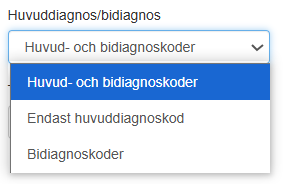 Huvuddiagnos/bidiagnos
Huvud- och bidiagnoskoder
Huvud- och bidiagnoskoder
Endast huvuddiagnoskod
Bidiagnoskoder